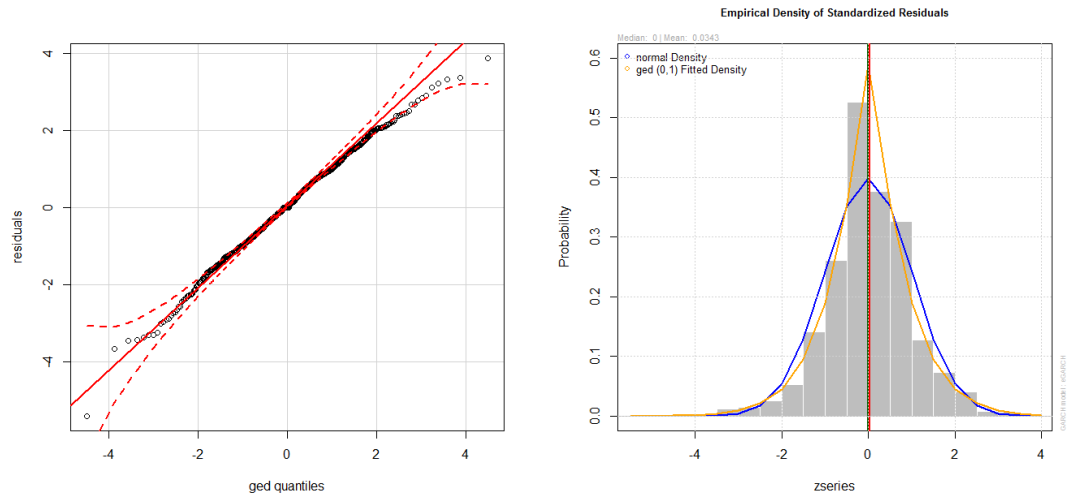 Empirical Density of Standardized Residuals
Median: 0 | Mean: 0.0343
normal Density
ged (0,1) Fitted Density
residuals
4
2
0
-2
-4
-4
-2
0
2
4
ged quantiles
Probability
0.6
0.5
0.4
0.3
0.2
0.1
0.0
-4
-2
0
2
4
zseries